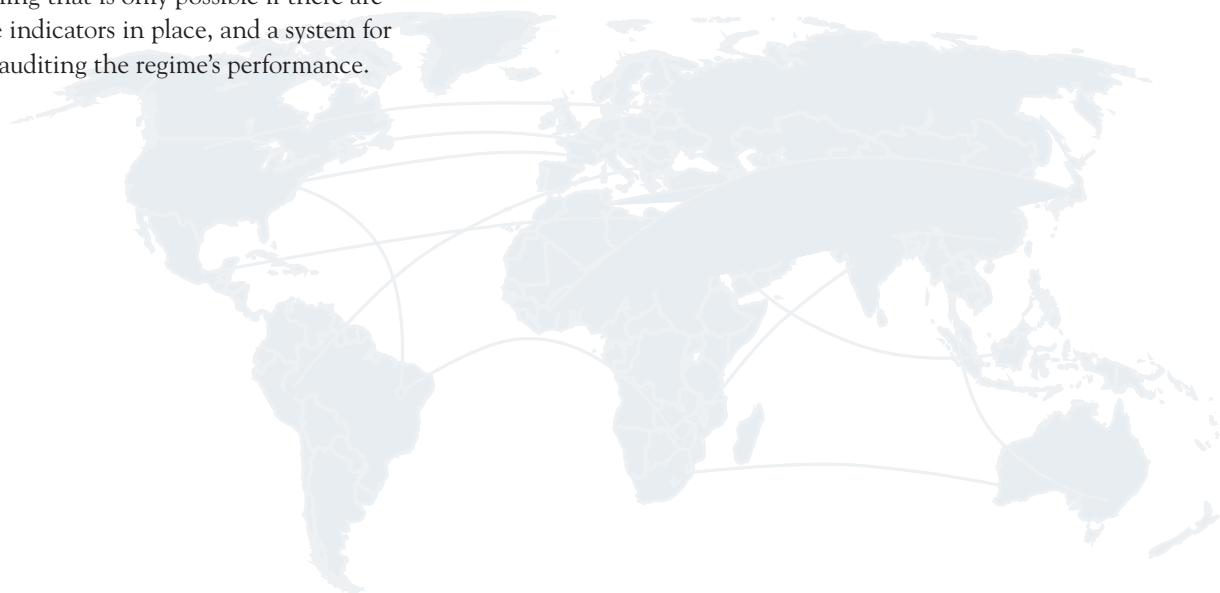 that is only possible if there are
indicators in place, and a system for
auditing the regime’s performance.